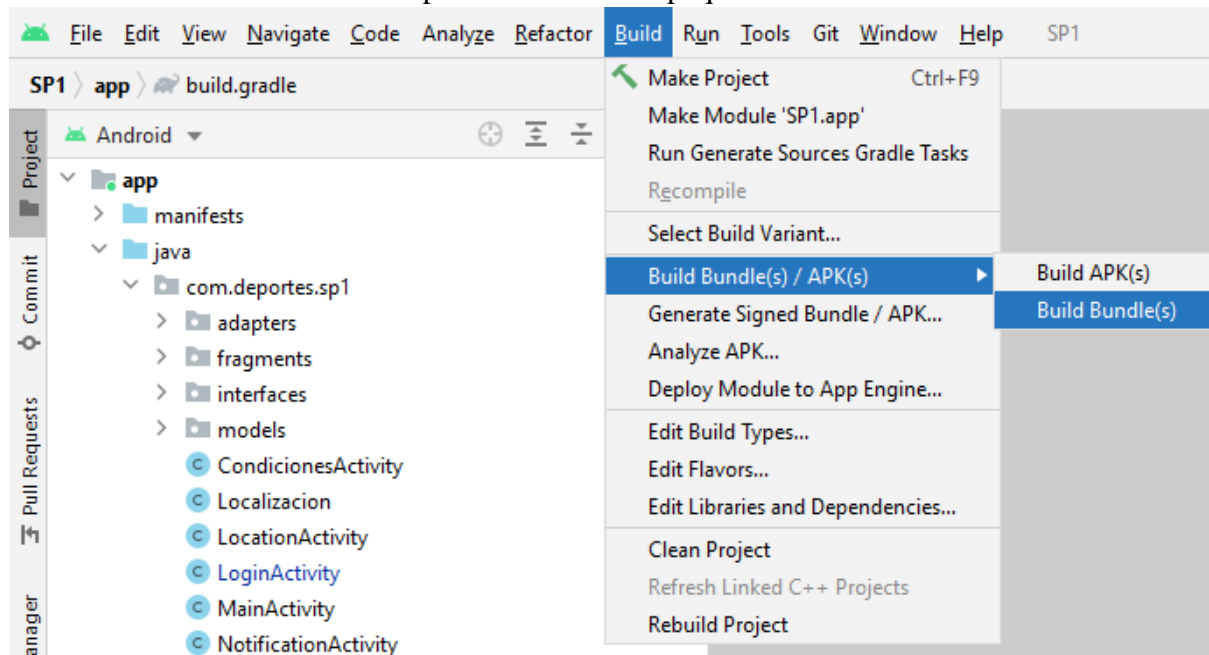 File Edit View Navigate Code Analyze Refactor Build Run Tools Git Window Help SP1
SP1 〉 app 〉 build.gradle
Android
Project
Commit
Pull Requests
app
manifests
java
com.deportes.sp1
adapters
fragments
interfaces
models
CondicionesActivity
Localizacion
LocationActivity
LoginActivity
MainActivity
NotificationActivity
Make Project Ctrl+F9
Make Module 'SP1.app'
Run Generate Sources Gradle Tasks
Recompile
Select Build Variant...
Build Bundle(s) / APK(s)
Generate Signed Bundle / APK...
Analyze APK...
Deploy Module to App Engine...
Edit Build Types...
Edit Flavors...
Edit Libraries and Dependencies...
Clean Project
Refresh Linked C++ Projects
Rebuild Project
Build APK(s)
Build Bundle(s)